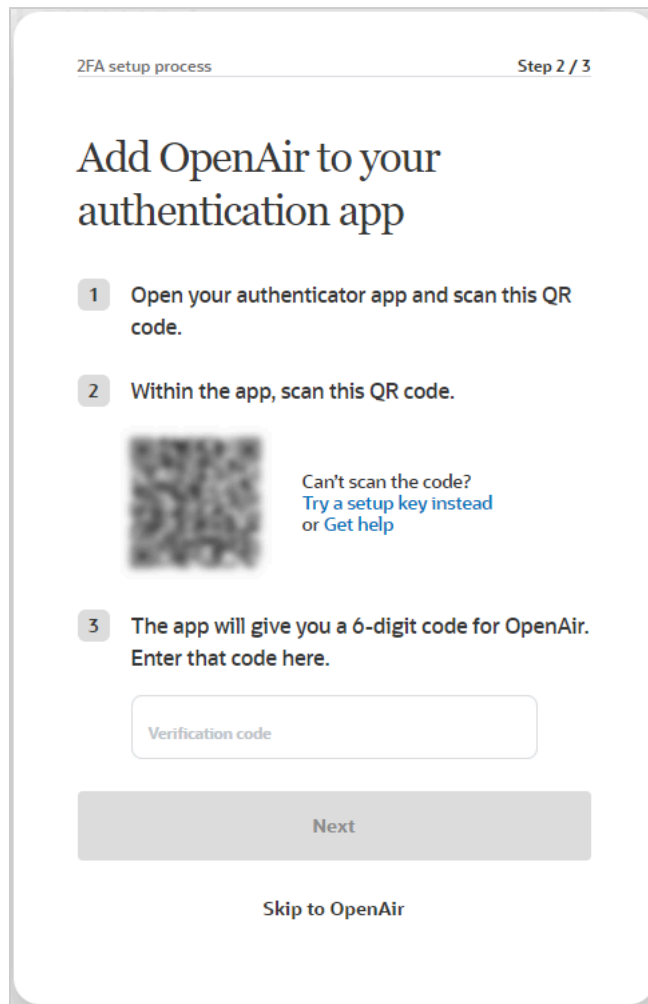 2FA setup process
Step 2 / 3
Add OpenAir to your
authentication app
1 Open your authenticator app and scan this QR
code.
2 Within the app, scan this QR code.
Can't scan the code?
Try a setup key instead
or Get help
3 The app will give you a 6-digit code for OpenAir.
Enter that code here.
Verification code
Next
Skip to OpenAir